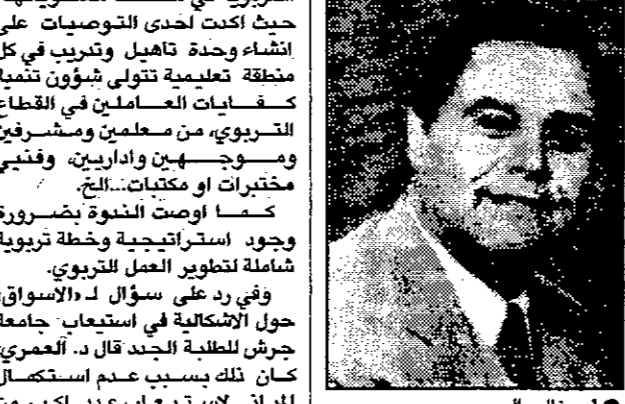 حيث اكدت احدى التوصيات على
انشاء وحدة تاهيل وتدريب في كل
منطقة تعليمية تتولى شؤون تنمية
كفايات العاملين في القطاع
التربوي، من معلمين ومشرفين
وموجهين واداريين، وفنيي
مختبرات او مكتبات..الخ.
كما اوصت الندوة بضرورة
وجود استراتيجية وخطة تربوية
شاملة لتطوير العمل التربوي.
وفي رد على سؤال لـ «الاسواق»
حول الاشكالية في استيعاب جامعة
جرش للطلبة الجدد قال د. العمري:
كان ذلك بسبب عدم استكمال